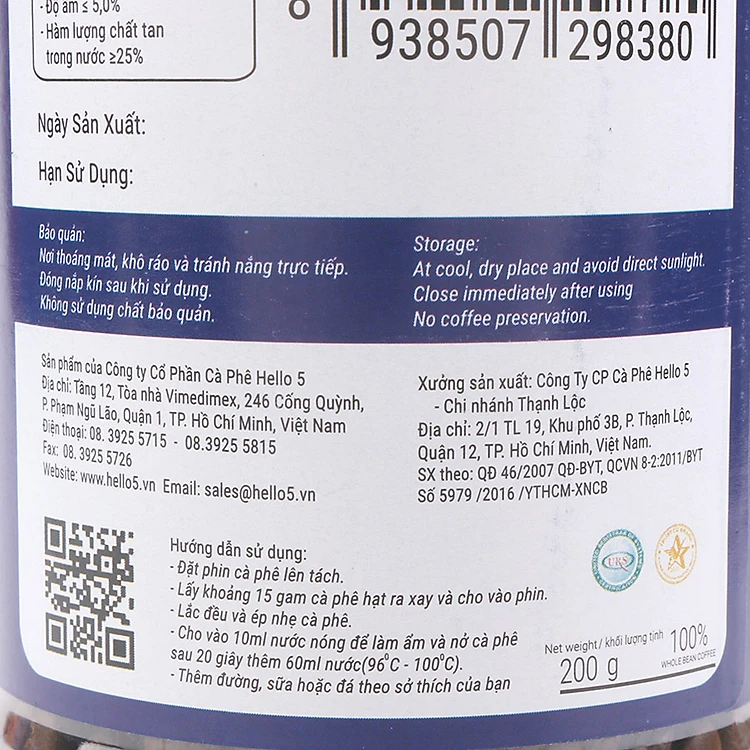 - Độ ẩm ≤ 5,0%
- Hàm lượng chất tan
trong nước ≥25%
8 938507 298380
Ngày Sản Xuất:
Hạn Sử Dụng:
Bảo quản:
Nơi thoáng mát, khô ráo và tránh nắng trực tiếp.
Đóng nắp kín sau khi sử dụng.
Không sử dụng chất bảo quản.
Storage:
At cool, dry place and avoid direct sunlight.
Close immediately after using
No coffee preservation.
Sản phẩm của Công ty Cổ Phần Cà Phê Hello 5
Địa chỉ: Tầng 12, Tòa nhà Vimedimex, 246 Cống Quỳnh,
P. Phạm Ngũ Lão, Quận 1, TP. Hồ Chí Minh, Việt Nam
Điện thoại: 08. 3925 5715 - 08.3925 5815
Fax: 08. 3925 5726
Website: www.hello5.vn Email: sales@hello5.vn
Xưởng sản xuất: Công Ty CP Cà Phê Hello 5
- Chi nhánh Thạnh Lộc
Địa chỉ: 2/1 TL 19, Khu phố 3B, P. Thạnh Lộc,
Quận 12, TP. Hồ Chí Minh, Việt Nam.
SX theo: QĐ 46/2007 QĐ-BYT, QCVN 8-2:2011/BYT
Số 5979 /2016 /YTHCM-XNCB
Hướng dẫn sử dụng:
- Đặt phin cà phê lên tách.
- Lấy khoảng 15 gam cà phê hạt ra xay và cho vào phin.
- Lắc đều và ép nhẹ cà phê.
- Cho vào 10ml nước nóng để làm ẩm và nở cà phê
sau 20 giây thêm 60ml nước(96°C - 100°C).
- Thêm đường, sữa hoặc đá theo sở thích của bạn
URS
Net weight / khối lượng tịnh
200 g
100%
WHOLE BEAN COFFEE